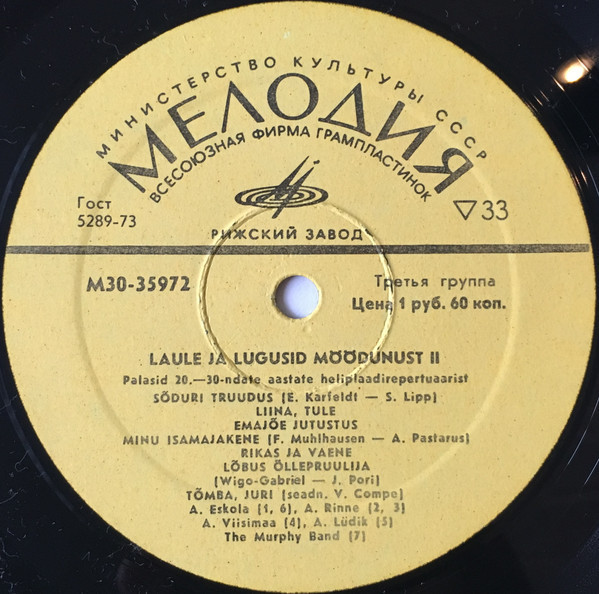 МИНИСТЕРСТВО КУЛЬТУРЫ СССР
МЕЛОДИЯ
ВСЕСОЮЗНАЯ ФИРМА ГРАМПЛАСТИНОК
Гост
5289-73
▽33
РИЖСКИЙ ЗАВОД
М30-35972
Третья группа
Цена 1 руб. 60 коп.
LAULE JA LUGUSID MÖÖDUNUST II
Palasid 20.—30-ndate aastate heliplaadirepertuaarist
SÕDURI TRUUDUS (E. Karfeldt — S. Lipp)
LIINA, TULE
EMAJÕE JUTUSTUS
MINU ISAMAJAKENE (F. Muhlhausen — A. Pastarus)
RIKAS JA VAENE
LÕBUS ÕLLEPRUULIJA
(Wigo-Gabriel — J. Pori)
TÕMBA, JURI (seadn. V. Compe)
A. Eskola (1, 6), A. Rinne (2, 3)
A. Viisimaa (4), A. Lüdik (5)
The Murphy Band (7)